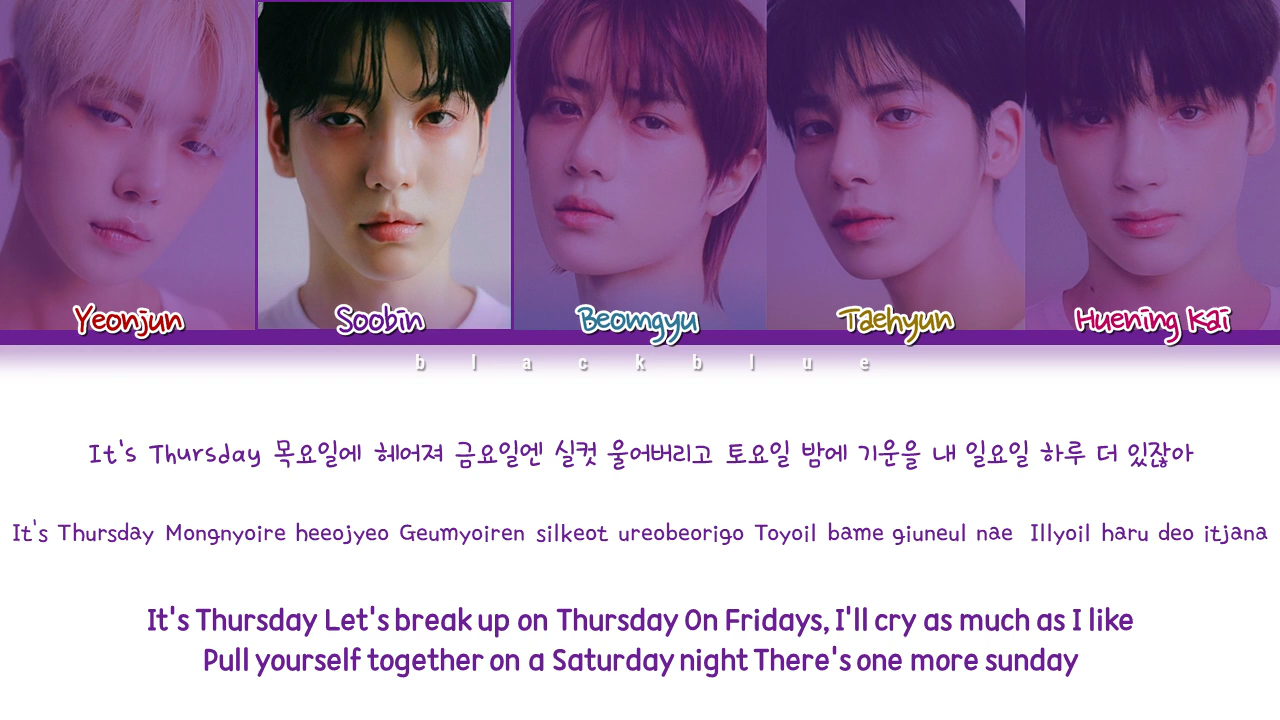 Yeonjun Soobin Beomgyu Taehyun Huening Kai
b l a c k b l u e
It's Thursday 목요일에 헤어져 금요일엔 실컷 울어버리고 토요일 밤에 기운을 내 일요일 하루 더 있잖아
It's Thursday Mongnyoire heeojyeo Geumyoiren silkeot ureobeorigo Toyoil bame giuneul nae Illyoil haru deo itjana
It's Thursday Let's break up on Thursday On Fridays, I'll cry as much as I like
Pull yourself together on a Saturday night There's one more sunday